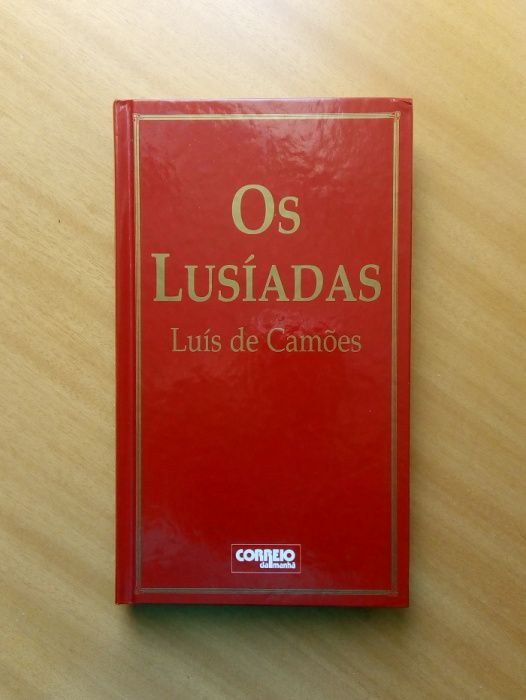 OS
LUSÍADAS
Luís de Camões
CORREIO
da manhã